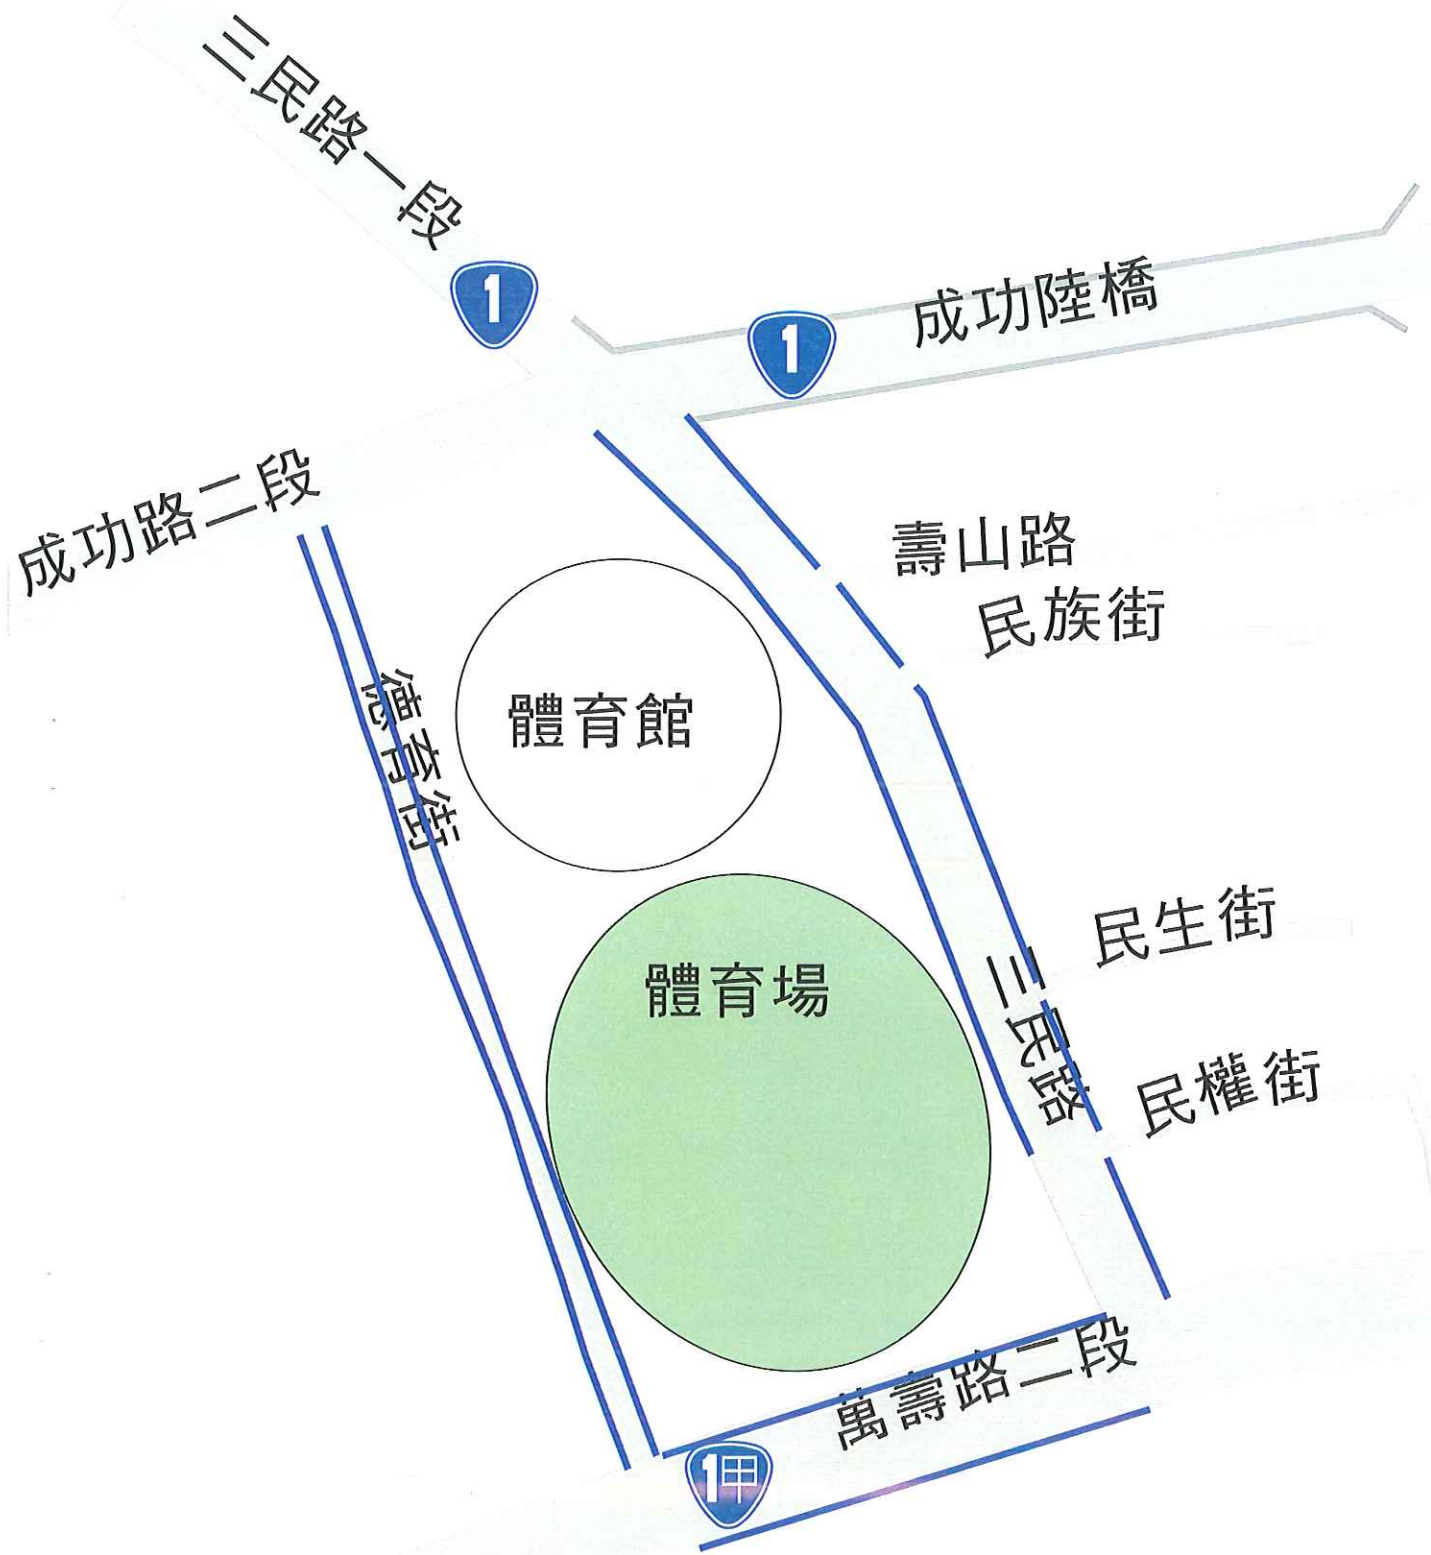 三民路一段
1
1
成功陸橋
成功路二段
壽山路
民族街
德育街
體育館
民生街
體育場
三民路
民權街
萬壽路二段
1甲